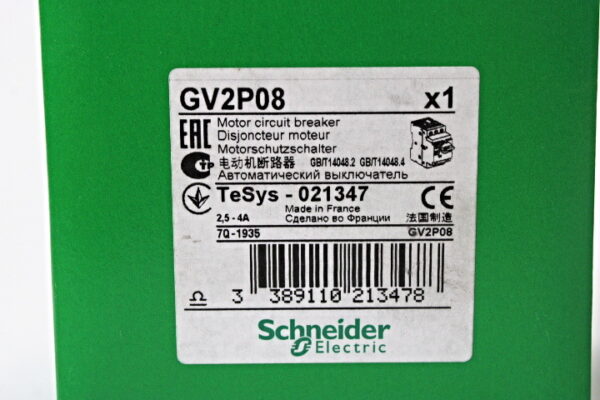 GV2P08 x1
EAC Motor circuit breaker
Disjoncteur moteur
Motorschutzschalter
电动机断路器 GB/T14048.2 GB/T14048.4
Автоматический выключатель
TeSys - 021347 CE
Made in France
2,5 - 4A Сделано во Франции 法国制造
7Q-1935 GV2P08
3 389110 213478
Schneider
Electric